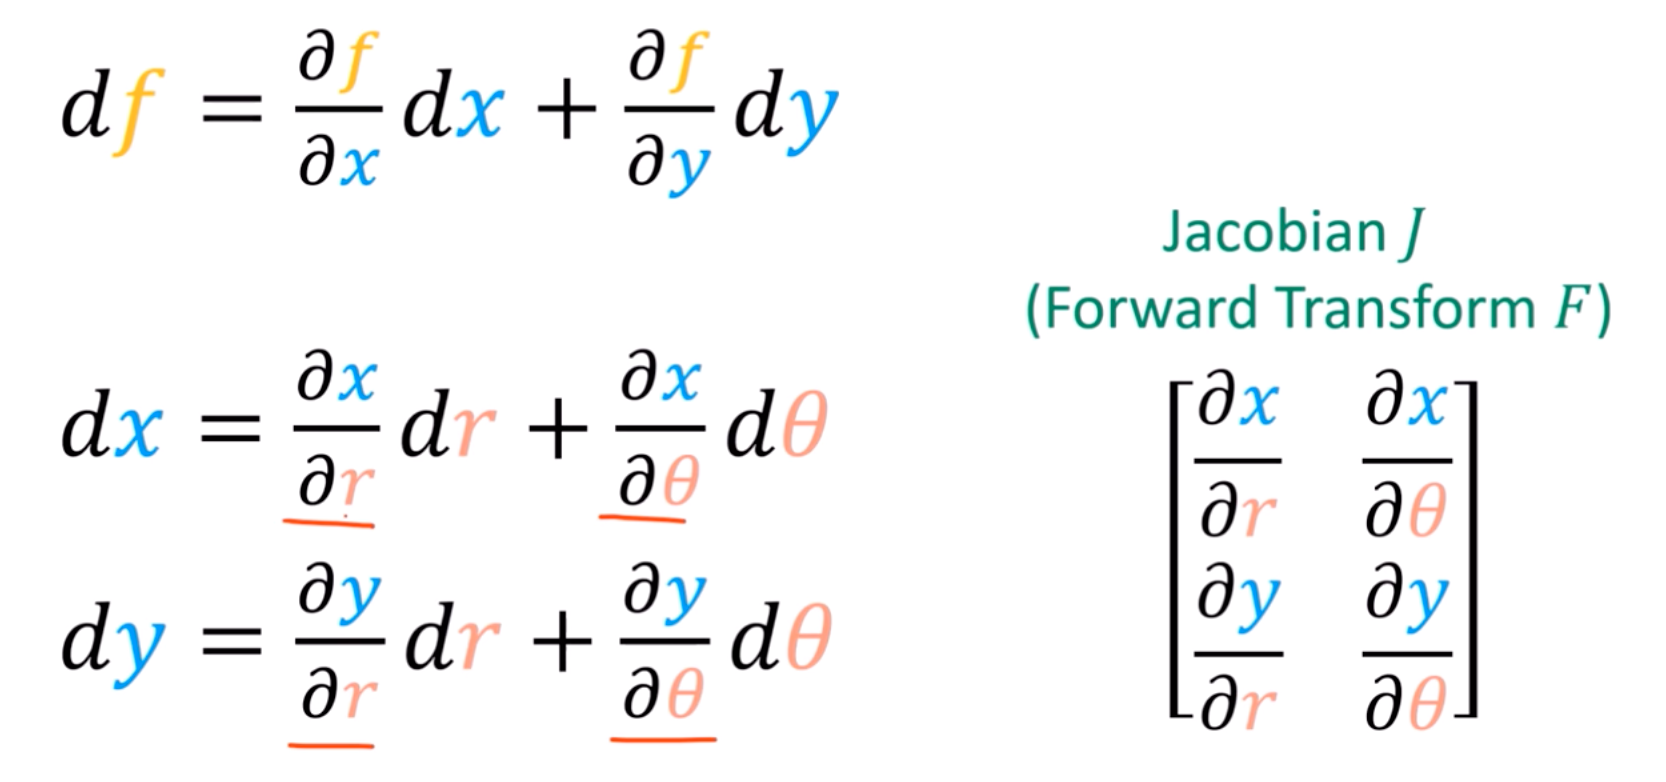 df = ∂f/∂x dx + ∂f/∂y dy
Jacobian J
(Forward Transform F)
dx = ∂x/∂r dr + ∂x/∂θ dθ
dy = ∂y/∂r dr + ∂y/∂θ dθ
[∂x/∂r ∂x/∂θ
∂y/∂r ∂y/∂θ]